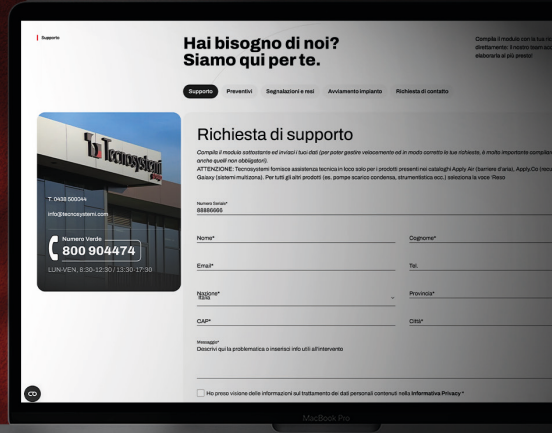 Supporto
Hai bisogno di noi?
Siamo qui per te.
Compila il modulo con la tua
direttamente: il nostro team
elaborarla al più presto!
Supporto
Preventivi
Segnalazioni e resi
Avviamento impianto
Richiesta di contatto
Tecnosystemi
T. 0438 500044
info@tecnosystemi.com
Numero Verde
800 904474
LUN-VEN, 8:30-12:30 / 13:30-17:30
Richiesta di supporto
Compila il modulo sottostante ed inviaci i tuoi dati (per poter gestire velocemente ed in modo corretto le tue richieste, è molto importante compilare
anche quelli non obbligatori).
ATTENZIONE: Tecnosystemi fornisce assistenza tecnica in loco solo per i prodotti presenti nei cataloghi Apply Air (barriere d'aria), Apply.Co
Galaxy (sistemi multizona). Per tutti gli altri prodotti (es. pompe scarico condensa, strumentistica ecc.) seleziona la voce 'Reso
Numero Seriale*
88886666
Nome*
Cognome*
Email*
Tel.
Nazione*
Italia
Provincia*
CAP*
Città*
Messaggio*
Descrivi qui la problematica o inserisci info utili all'intervento
Ho preso visione delle informazioni sul trattamento dei dati personali contenuti nella Informativa Privacy *
MacBook Pro